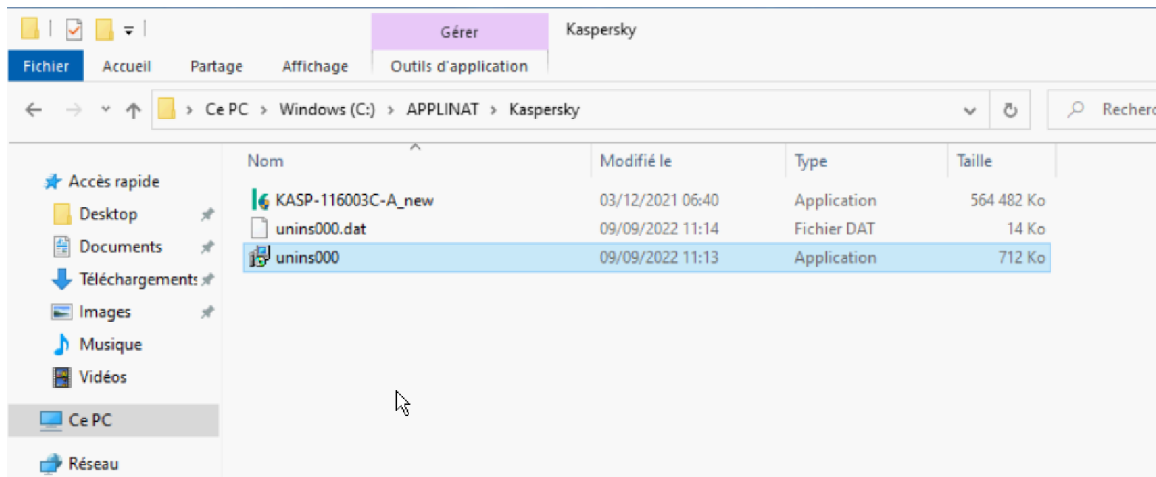 Gérer Kaspersky
Fichier Accueil Partage Affichage Outils d'application
Ce PC Windows (C:) APPLINAT Kaspersky
Nom Modifié le Type Taille
Accès rapide
Desktop
Documents
Téléchargements
Images
Musique
Vidéos
Ce PC
Réseau
KASP-116003C-A_new 03/12/2021 06:40 Application 564 482 Ko
unins000.dat 09/09/2022 11:14 Fichier DAT 14 Ko
unins000 09/09/2022 11:13 Application 712 Ko